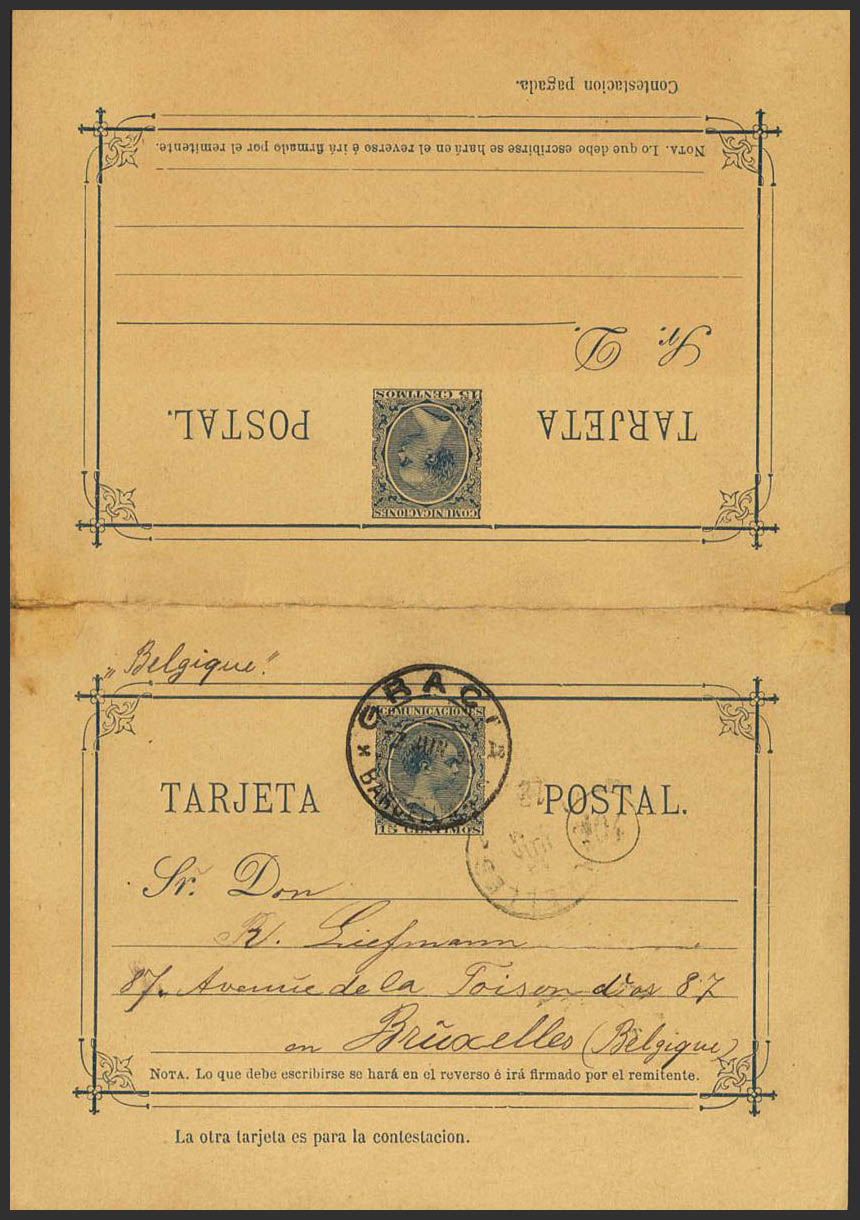 Contestacion pagada.
NOTA. Lo que debe escribirse se hará en el reverso é irá firmado por el remitente.
Sr. D.
TARJETA POSTAL.
15 CENTIMOS
COMUNICACIONES
„Belgique."
GRACIA
COMUNICACIONES
JUN
15 CENTIMOS
TARJETA POSTAL.
Sr. Don
R. Liefmann
87. Avenue de la Toison 87
en Bruxelles (Belgique)
NOTA. Lo que debe escribirse se hará en el reverso é irá firmado por el remitente.
La otra tarjeta es para la contestacion.